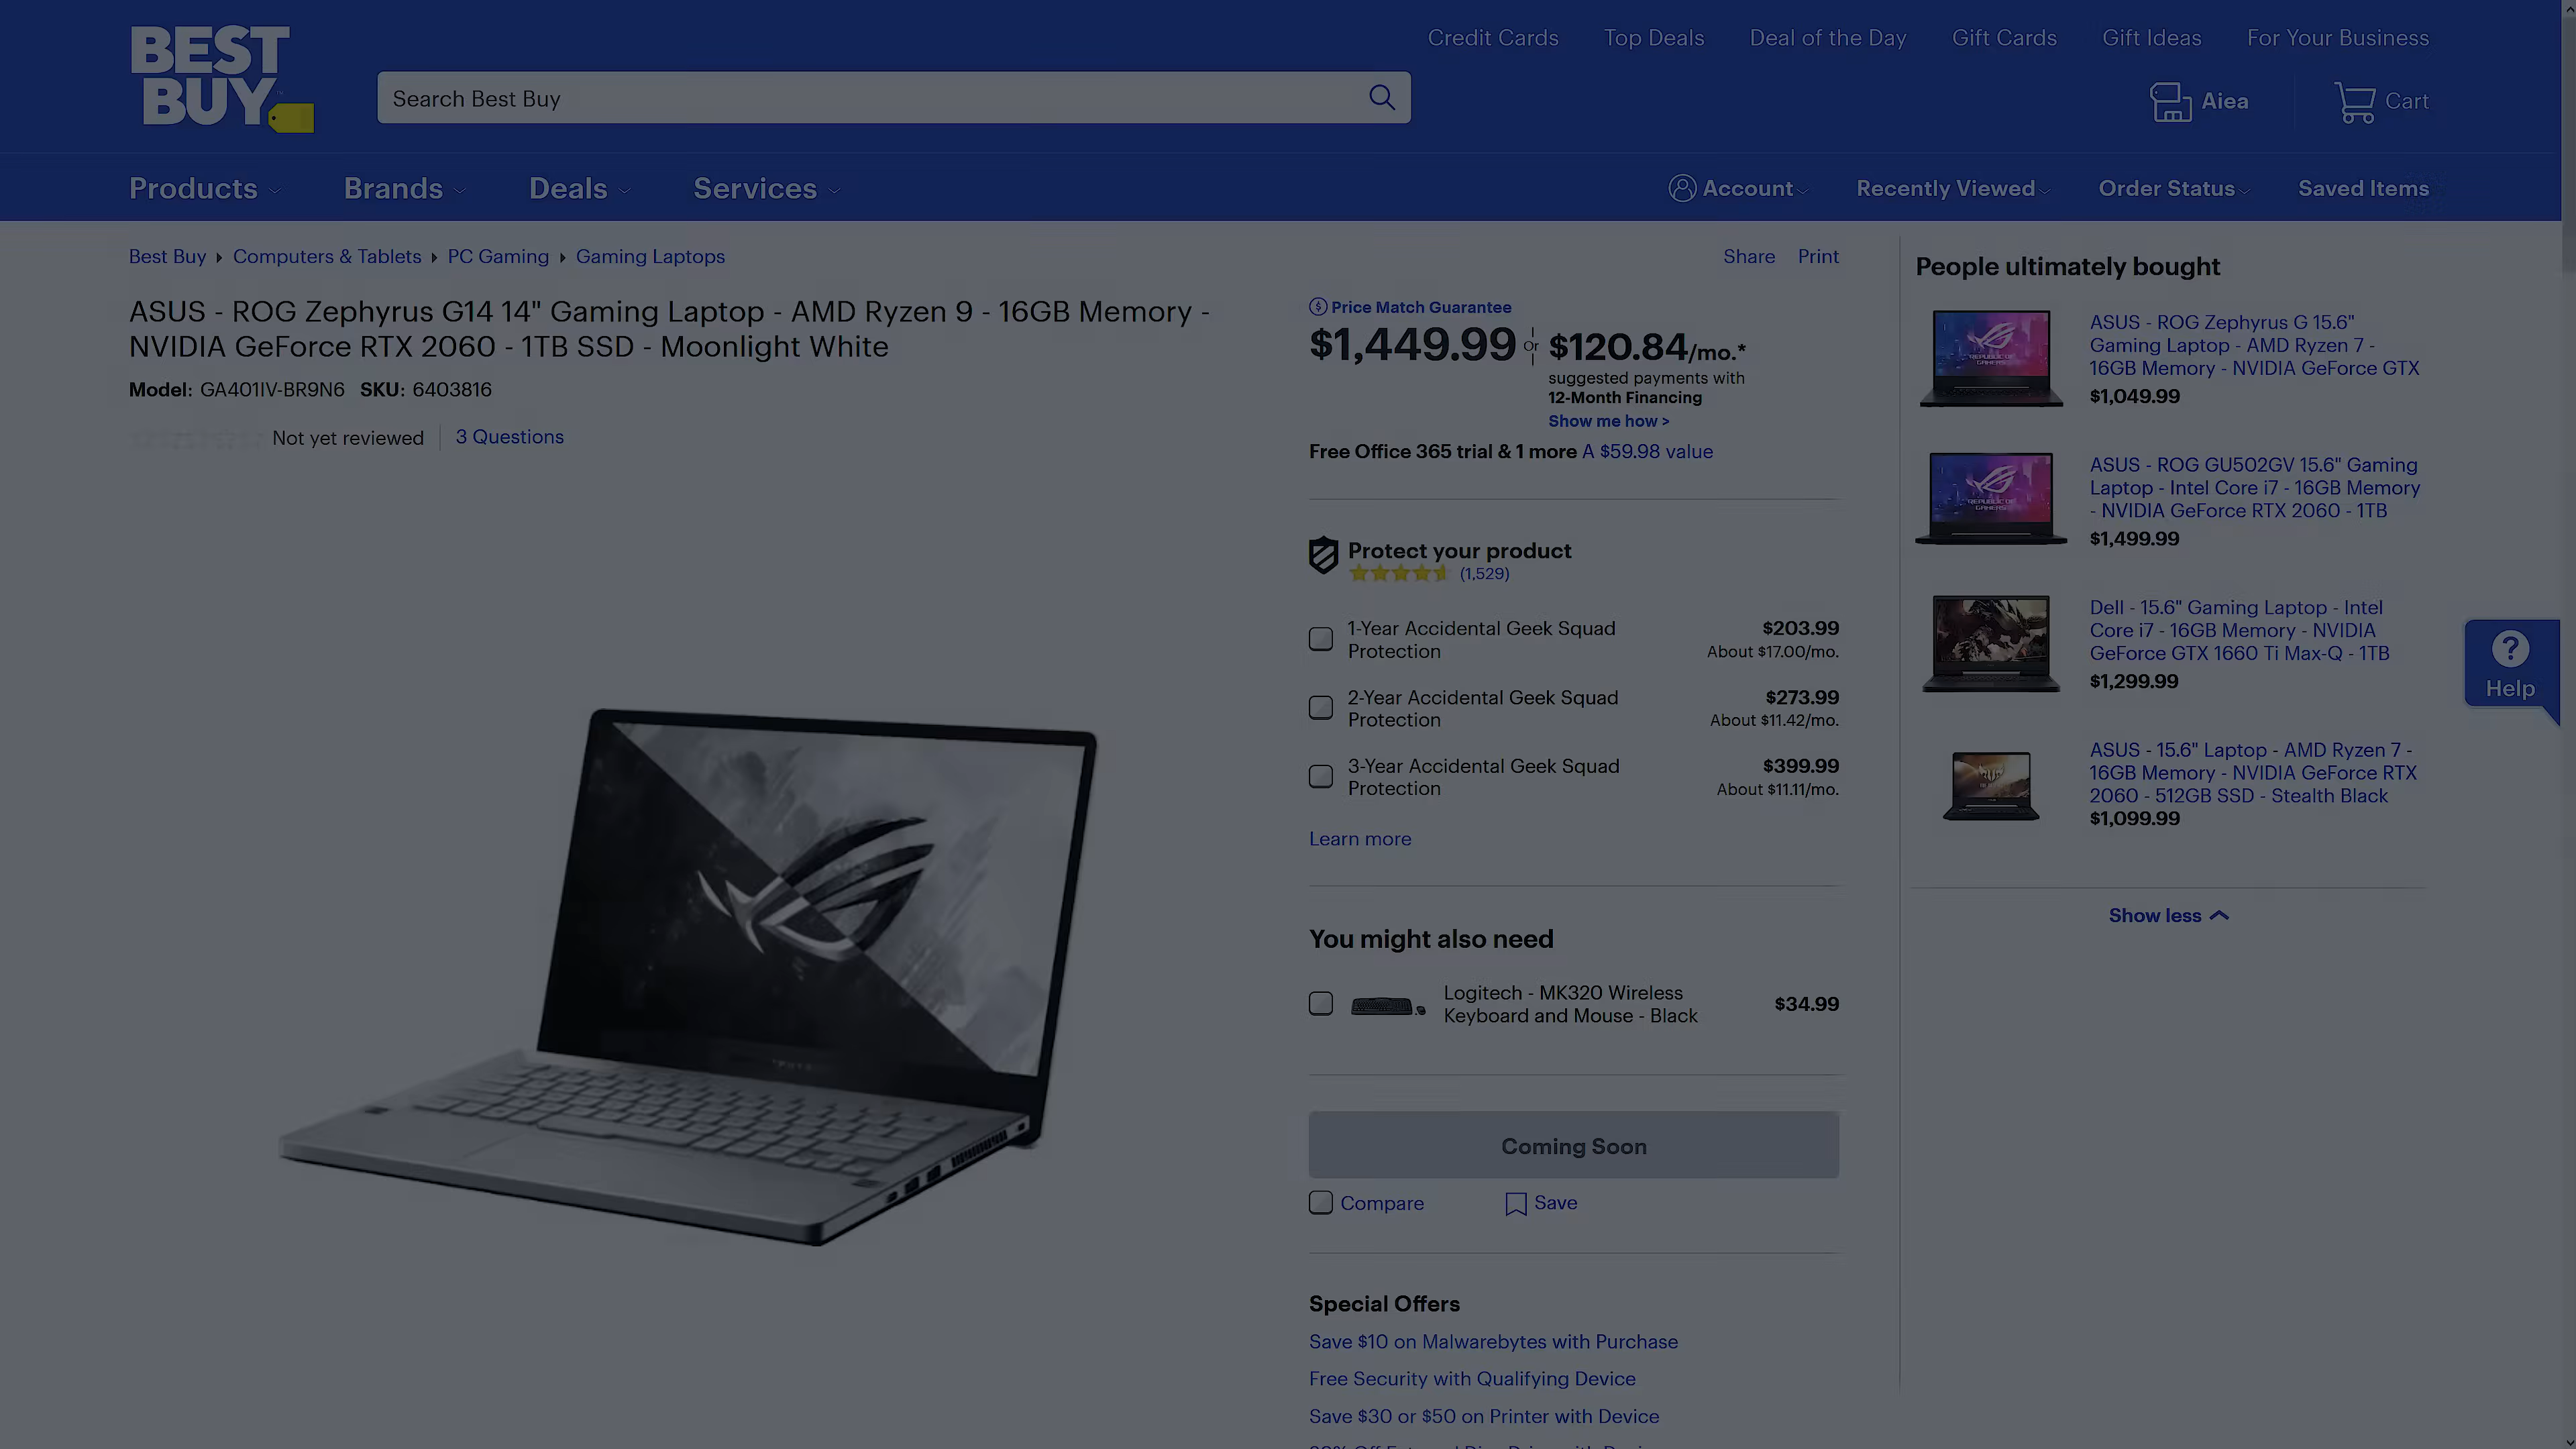 BEST
BUY
Search Best Buy
Credit Cards
Top Deals
Deal of the Day
Gift Cards
Gift Ideas
For Your Business
Aiea
Cart
Products
Brands
Deals
Services
Account
Recently Viewed
Order Status
Saved Items
Best Buy
Computers & Tablets
PC Gaming
Gaming Laptops
Share
Print
ASUS - ROG Zephyrus G14 14" Gaming Laptop - AMD Ryzen 9 - 16GB Memory -
NVIDIA GeForce RTX 2060 - 1TB SSD - Moonlight White
Model: GA401IV-BR9N6 SKU: 6403816
Not yet reviewed
3 Questions
Price Match Guarantee
$1,449.99
Or
$120.84/mo.*
suggested payments with
12-Month Financing
Show me how >
Free Office 365 trial & 1 more A $59.98 value
Protect your product
(1,529)
1-Year Accidental Geek Squad
Protection
$203.99
About $17.00/mo.
2-Year Accidental Geek Squad
Protection
$273.99
About $11.42/mo.
3-Year Accidental Geek Squad
Protection
$399.99
About $11.11/mo.
Learn more
You might also need
Logitech - MK320 Wireless
Keyboard and Mouse - Black
$34.99
Coming Soon
Compare
Save
Special Offers
Save $10 on Malwarebytes with Purchase
Free Security with Qualifying Device
Save $30 or $50 on Printer with Device
People ultimately bought
ASUS - ROG Zephyrus G 15.6"
Gaming Laptop - AMD Ryzen 7 -
16GB Memory - NVIDIA GeForce GTX
$1,049.99
ASUS - ROG GU502GV 15.6" Gaming
Laptop - Intel Core i7 - 16GB Memory
- NVIDIA GeForce RTX 2060 - 1TB
$1,499.99
Dell - 15.6" Gaming Laptop - Intel
Core i7 - 16GB Memory - NVIDIA
GeForce GTX 1660 Ti Max-Q - 1TB
$1,299.99
ASUS - 15.6" Laptop - AMD Ryzen 7 -
16GB Memory - NVIDIA GeForce RTX
2060 - 512GB SSD - Stealth Black
$1,099.99
Show less
?
Help